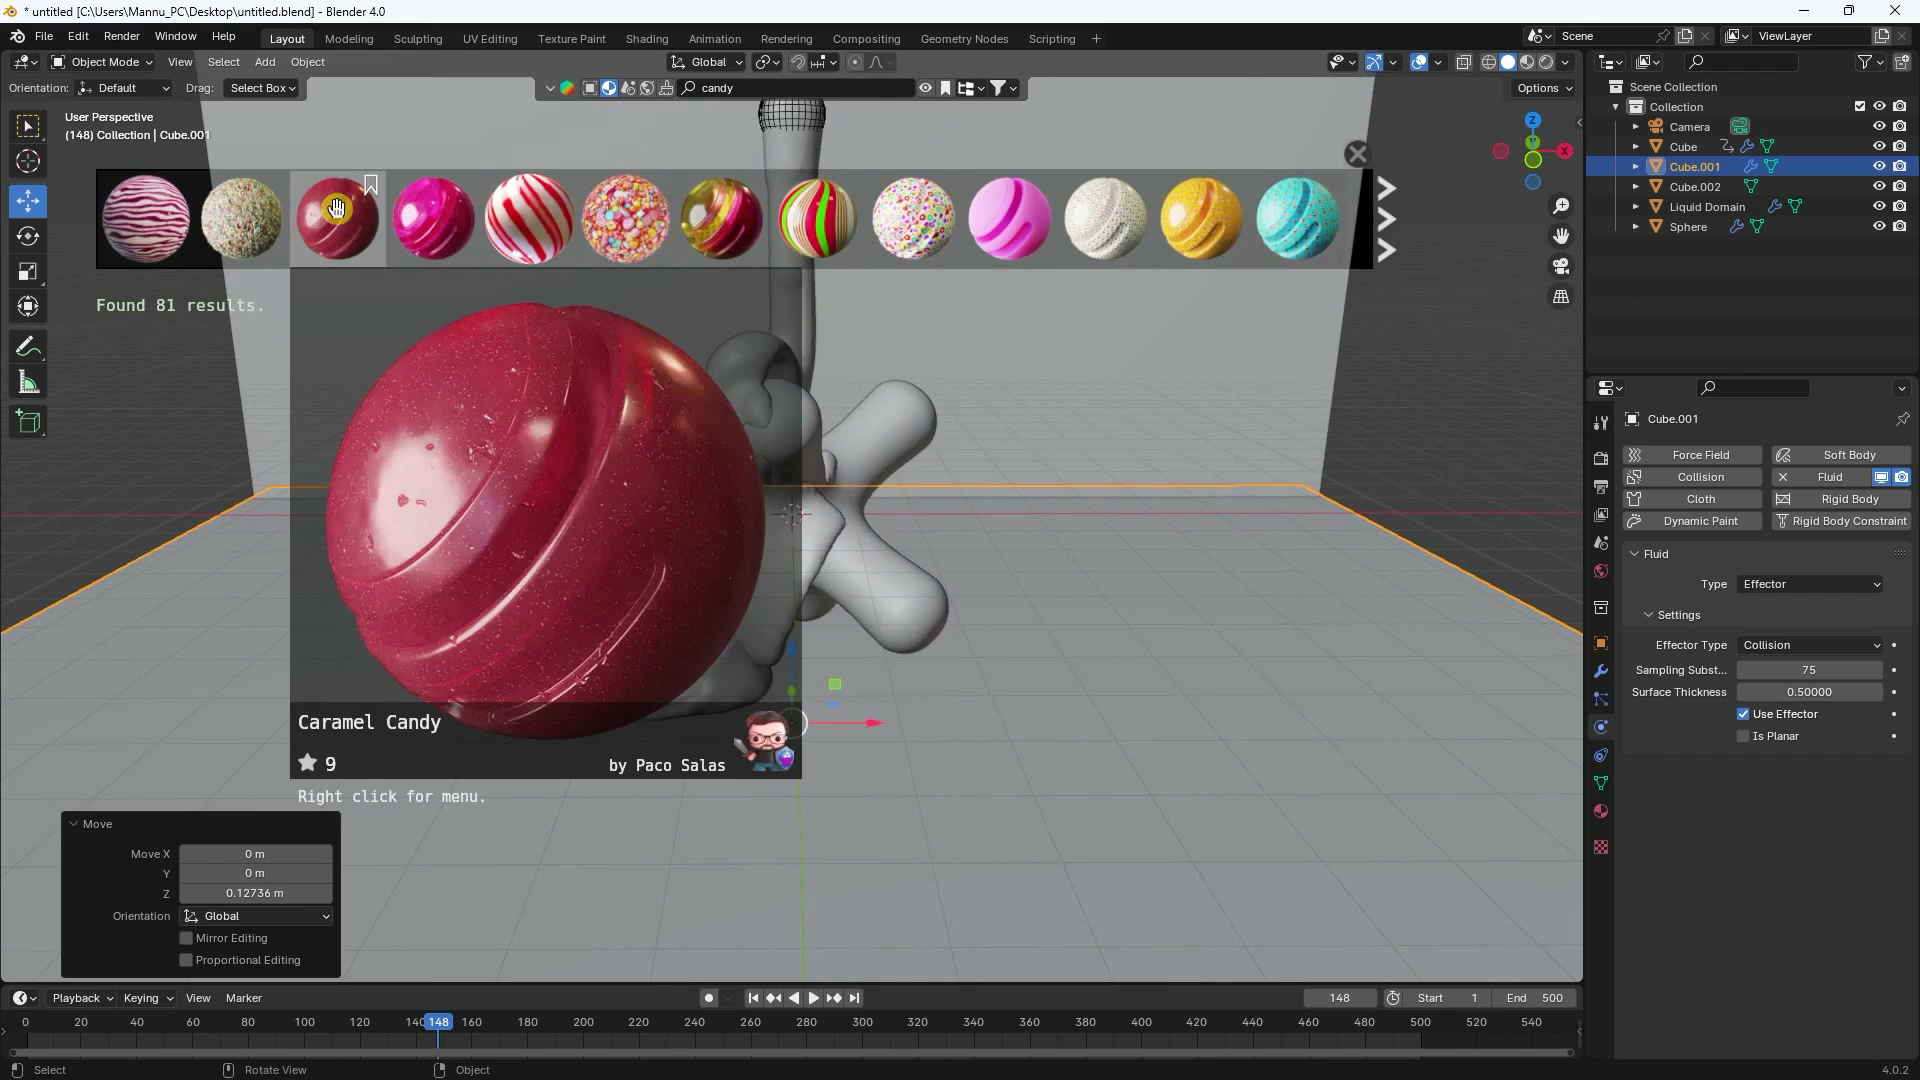 * untitled [C:\Users\Mannu_PC\Desktop\untitled.blend] - Blender 4.0
File Edit Render Window Help
Layout Modeling Sculpting UV Editing Texture Paint Shading Animation Rendering Compositing Geometry Nodes Scripting +
Scene
ViewLayer
Object Mode View Select Add Object
Global
Orientation: Default Drag: Select Box
candy
Options
User Perspective
(148) Collection | Cube.001
Z
Y
X
Found 81 results.
Caramel Candy
9
by Paco Salas
Right click for menu.
Move
Move X 0 m
Y 0 m
Z 0.12736 m
Orientation Global
Mirror Editing
Proportional Editing
Scene Collection
Collection
Camera
Cube
Cube.001
Cube.002
Liquid Domain
Sphere
Cube.001
Force Field Soft Body
Collision Fluid
Cloth Rigid Body
Dynamic Paint Rigid Body Constraint
Fluid
Type Effector
Settings
Effector Type Collision
Sampling Subst... 75
Surface Thickness 0.50000
Use Effector
Is Planar
Playback Keying View Marker
148 Start 1 End 500
0 20 40 60 80 100 120 140 148 160 180 200 220 240 260 280 300 320 340 360 380 400 420 440 460 480 500 520 540
Select Rotate View Object
4.0.2